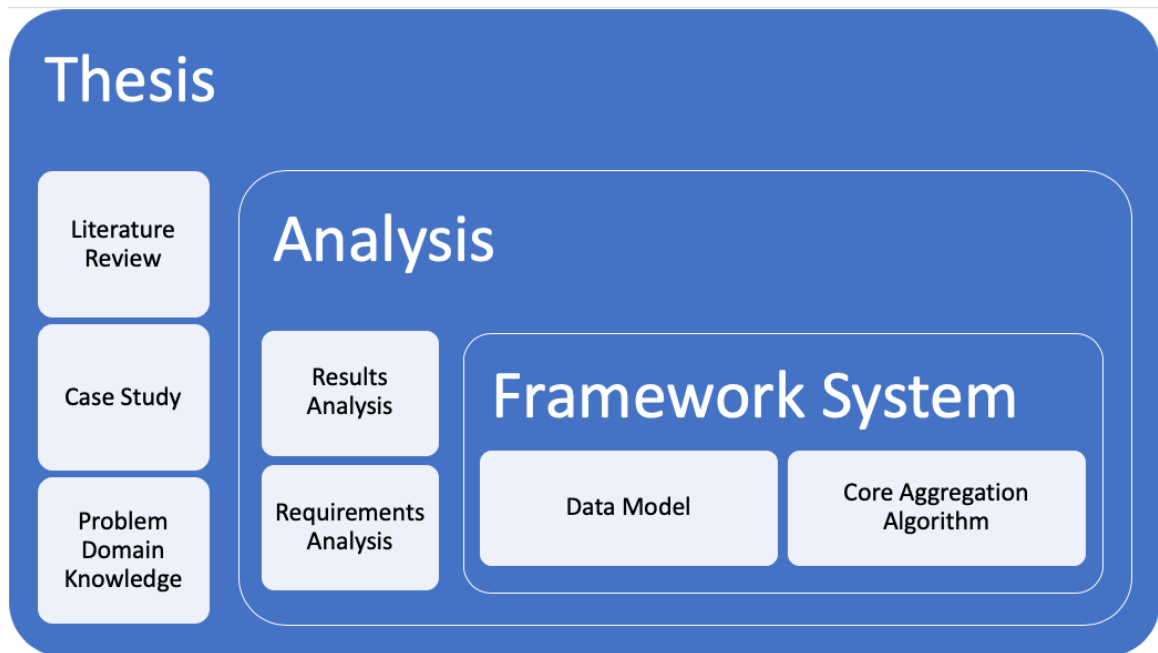 Thesis
Literature
Review
Case Study
Problem
Domain
Knowledge
Analysis
Results
Analysis
Requirements
Analysis
Framework System
Data Model
Core Aggregation
Algorithm